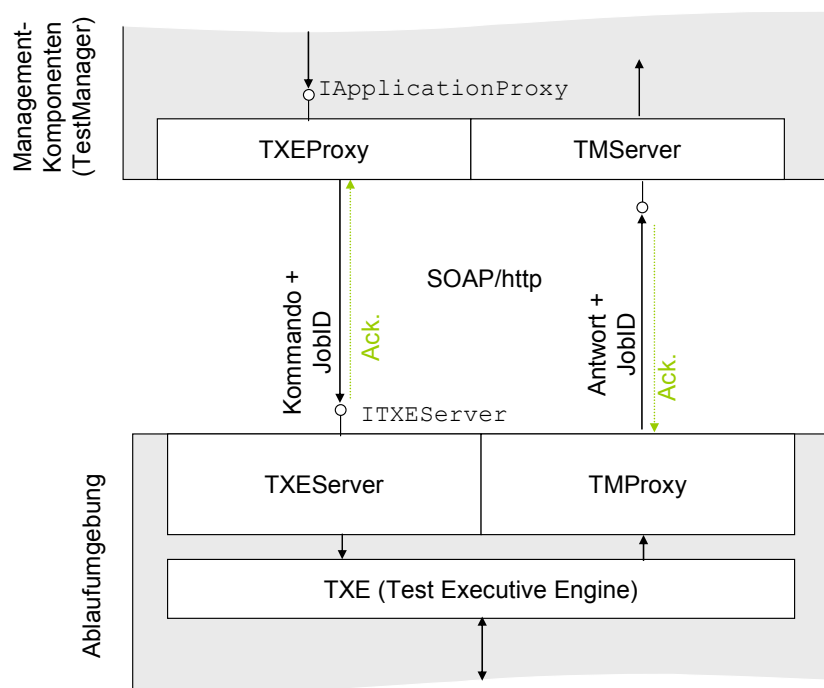 Management-
Komponenten
(TestManager)
IApplicationProxy
TXEProxy
TMServer
SOAP/http
Kommando +
JobID
Ack.
Antwort +
JobID
Ack.
ITXEServer
TXEServer
TMProxy
Ablaufumgebung
TXE (Test Executive Engine)